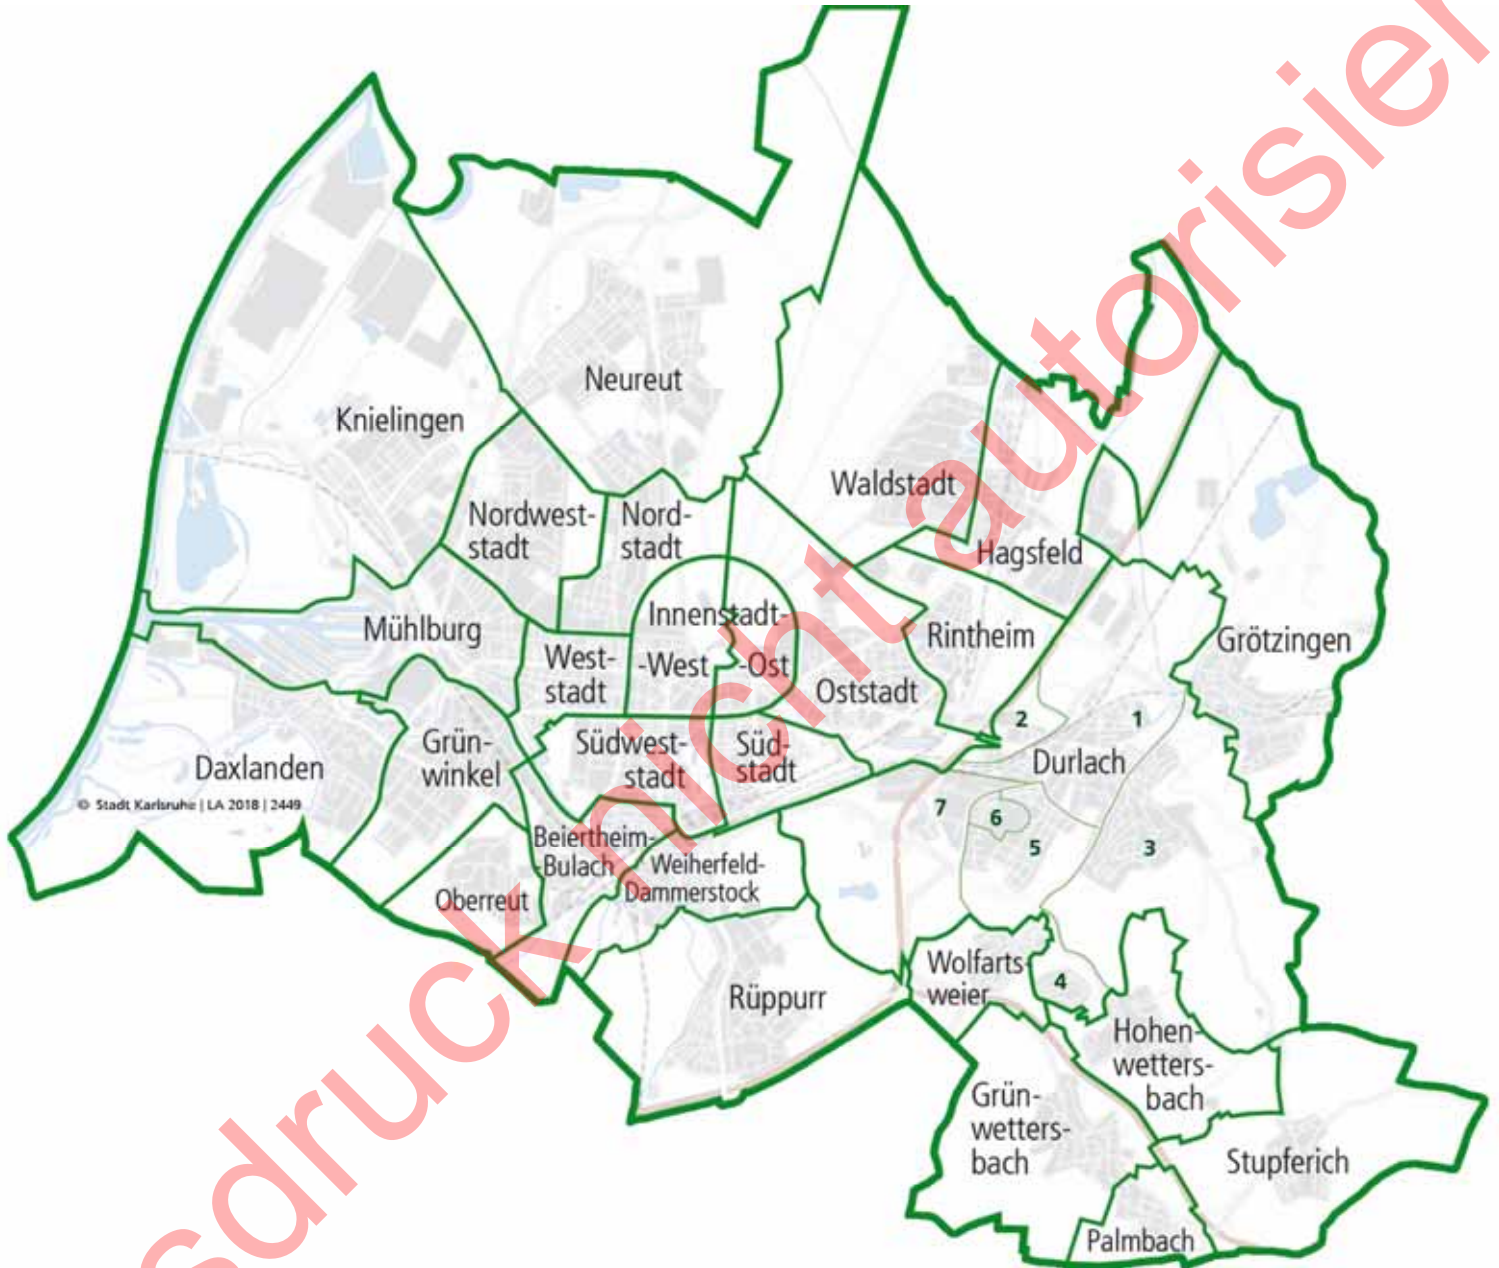 Neureut
Knielingen
Waldstadt
Nordwest-
stadt
Nord-
stadt
Hagsfeld
Mühlburg
Innenstadt-
-West
-Ost
Rintheim
Grötzingen
West-
stadt
Oststadt
2
1
Grün-
winkel
Südwest-
stadt
Süd-
stadt
Durlach
Daxlanden
© Stadt Karlsruhe | LA 2018 | 2449
7
6
5
3
Beiertheim-
-Bulach
Weiherfeld-
Dammerstock
Oberreut
Wolfarts-
weier
4
Rüppurr
Hohen-
wetters-
bach
Grün-
wetters-
bach
Stupferich
Palmbach
sdruck nicht autorisier